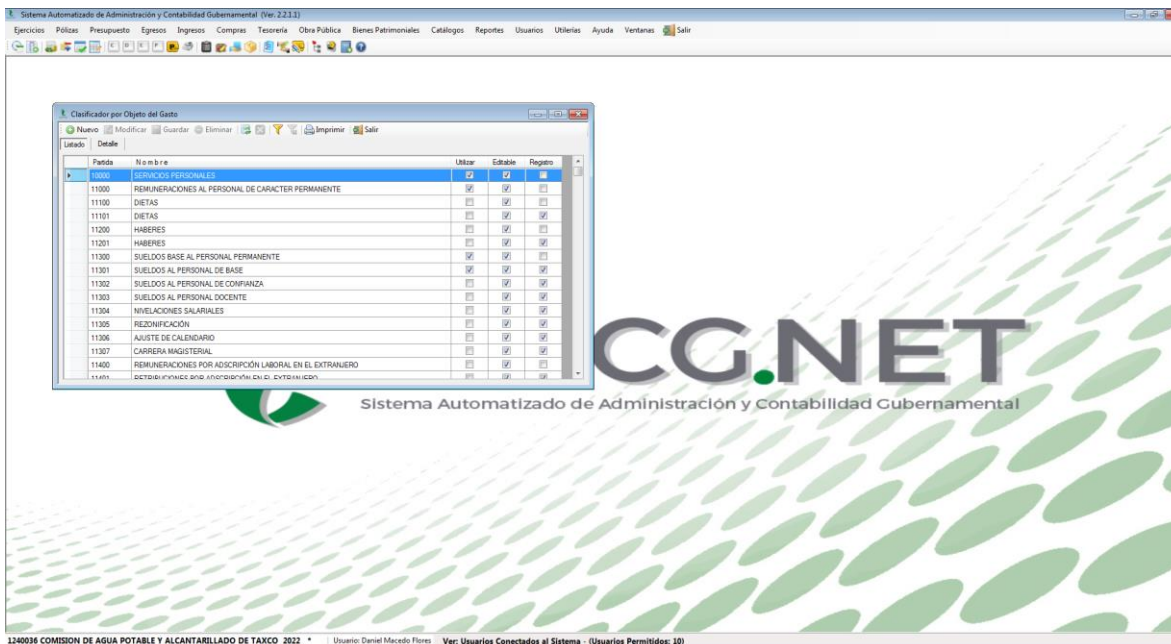 Sistema Automatizado de Administración y Contabilidad Gubernamental (Ver. 2.2.1.1)
Ejercicios Pólizas Presupuesto Egresos Ingresos Compras Tesorería Obra Pública Bienes Patrimoniales Catálogos Reportes Usuarios Utilerías Ayuda Ventanas Salir
Clasificador por Objeto del Gasto
Nuevo Modificar Guardar Eliminar Imprimir Salir
Listado Detalle
Partida Nombre Utilizar Editable Registro
10000 SERVICIOS PERSONALES
11000 REMUNERACIONES AL PERSONAL DE CARACTER PERMANENTE
11100 DIETAS
11101 DIETAS
11200 HABERES
11201 HABERES
11300 SUELDOS BASE AL PERSONAL PERMANENTE
11301 SUELDOS AL PERSONAL DE BASE
11302 SUELDOS AL PERSONAL DE CONFIANZA
11303 SUELDOS AL PERSONAL DOCENTE
11304 NIVELACIONES SALARIALES
11305 REZONIFICACIÓN
11306 AJUSTE DE CALENDARIO
11307 CARRERA MAGISTERIAL
11400 REMUNERACIONES POR ADSCRIPCIÓN LABORAL EN EL EXTRANJERO
11401 RETRIBUCIONES POR ADSCRIPCIÓN EN EL EXTRANJERO
CG.NET
Sistema Automatizado de Administración y Contabilidad Gubernamental
1240036 COMISION DE AGUA POTABLE Y ALCANTARILLADO DE TAXCO 2022 * Usuario: Daniel Macedo Flores Ver: Usuarios Conectados al Sistema - (Usuarios Permitidos: 10)